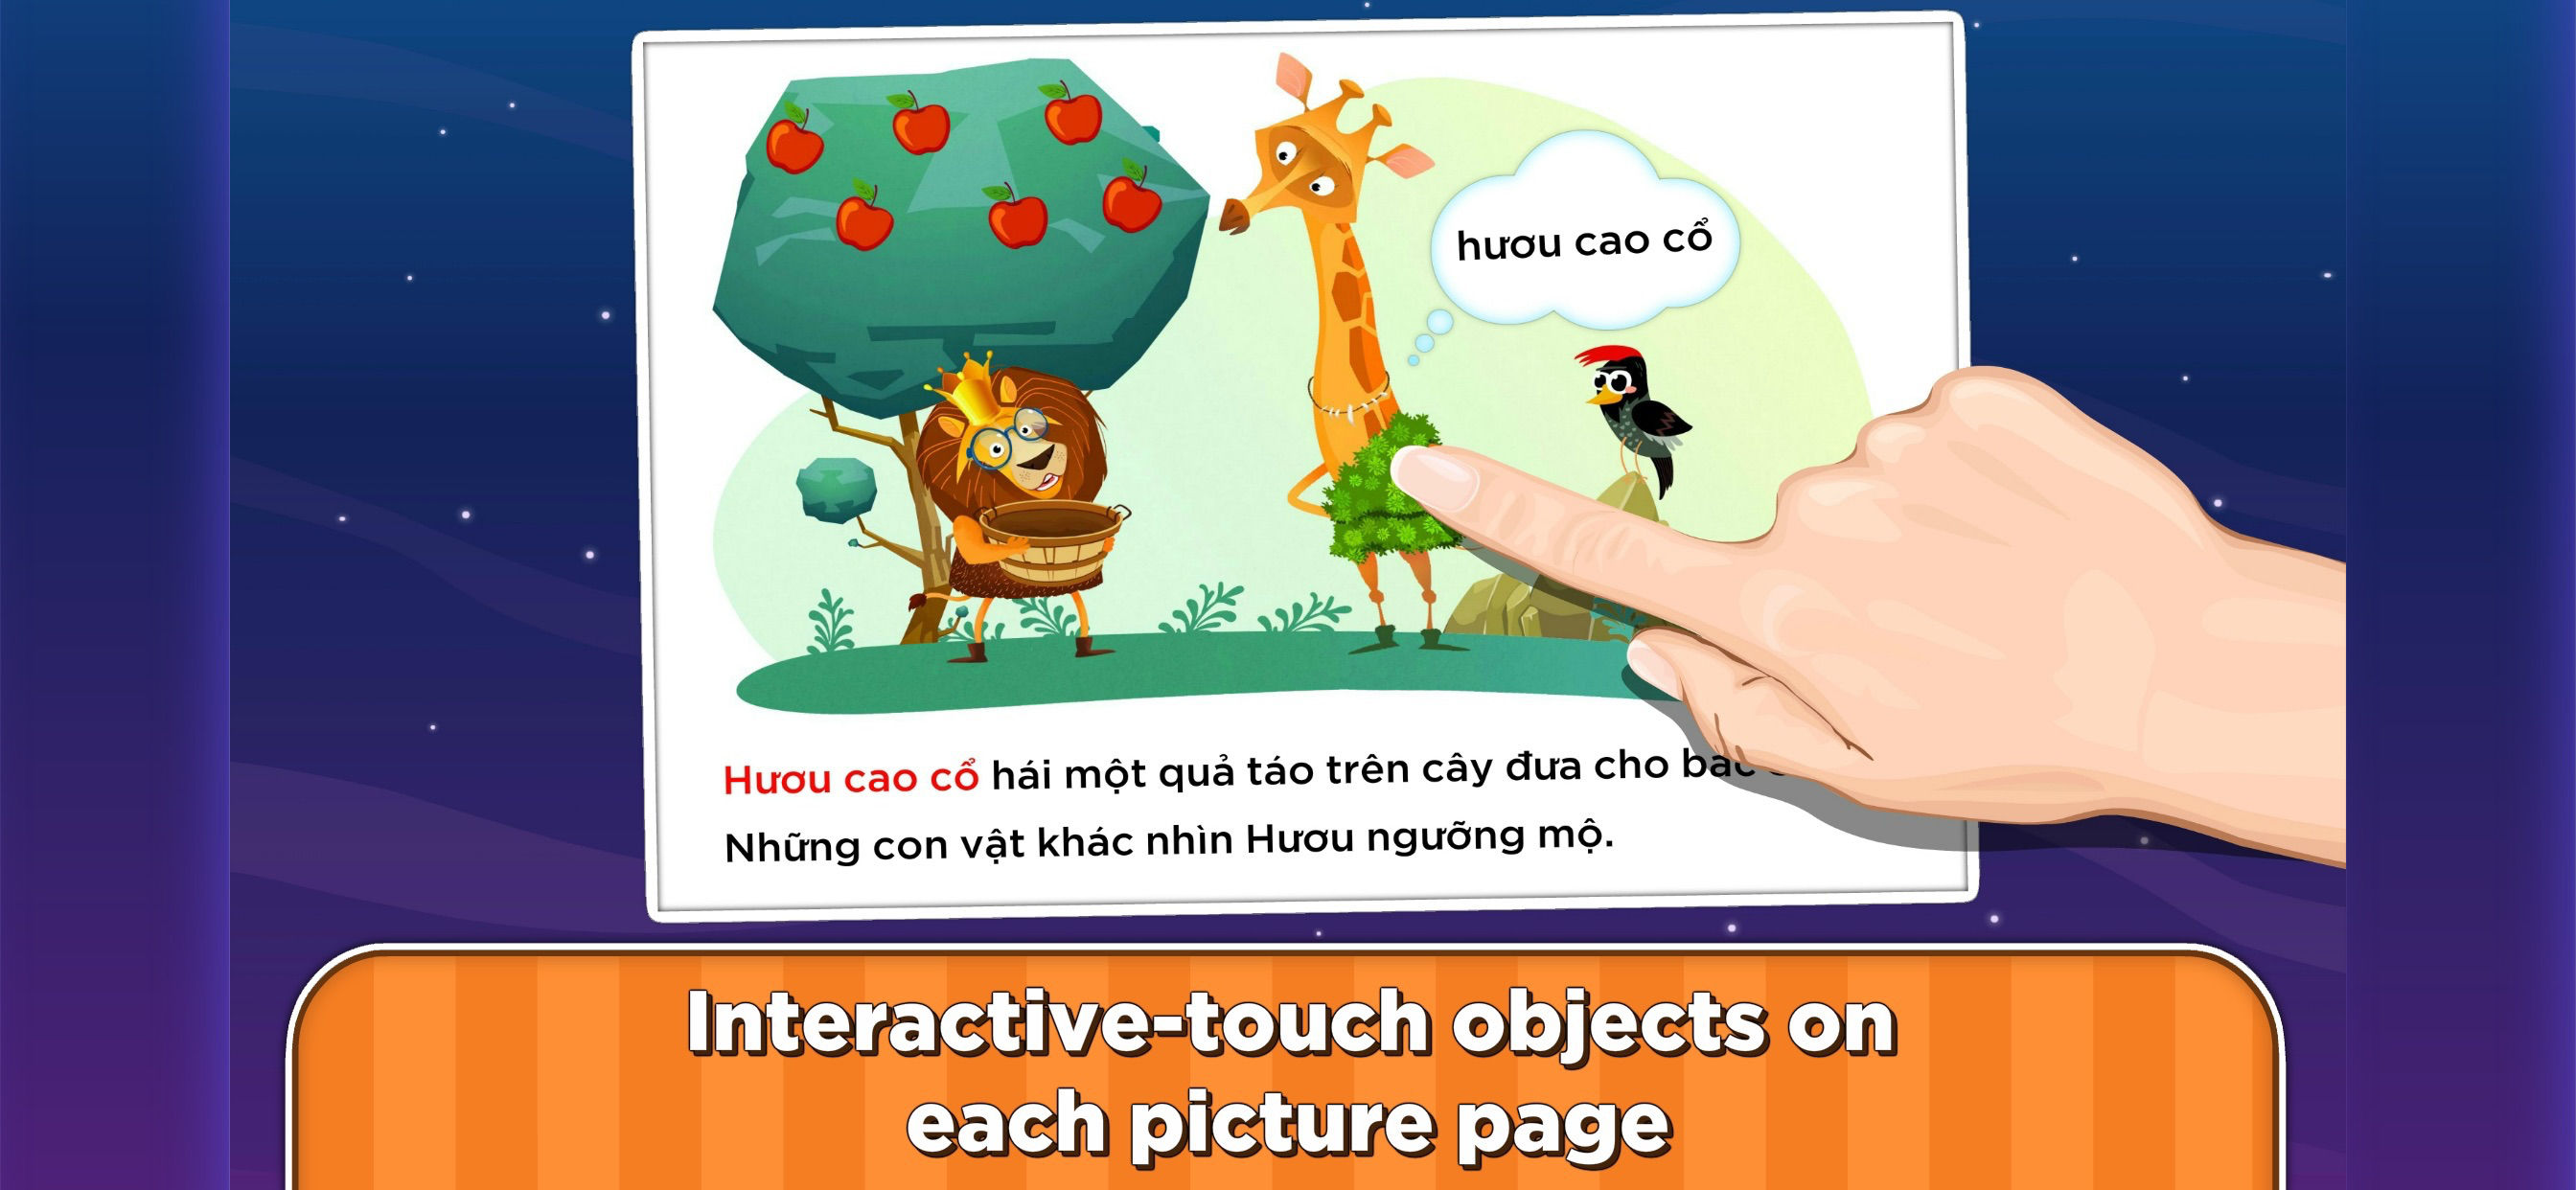 hươu cao cổ
Hươu cao cổ hái một quả táo trên cây đưa cho
Những con vật khác nhìn Hươu ngưỡng mộ.
Interactive-touch objects on
each picture page